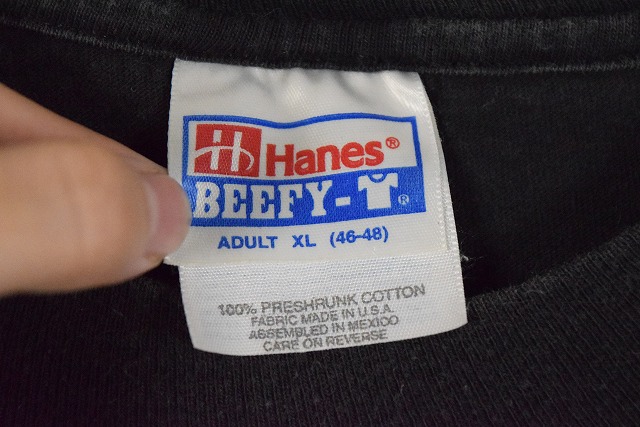 H Hanes®
BEEFY-T®
ADULT XL (46-48)
100% PRESHRUNK COTTON
FABRIC MADE IN U.S.A.
ASSEMBLED IN MEXICO
CARE ON REVERSE